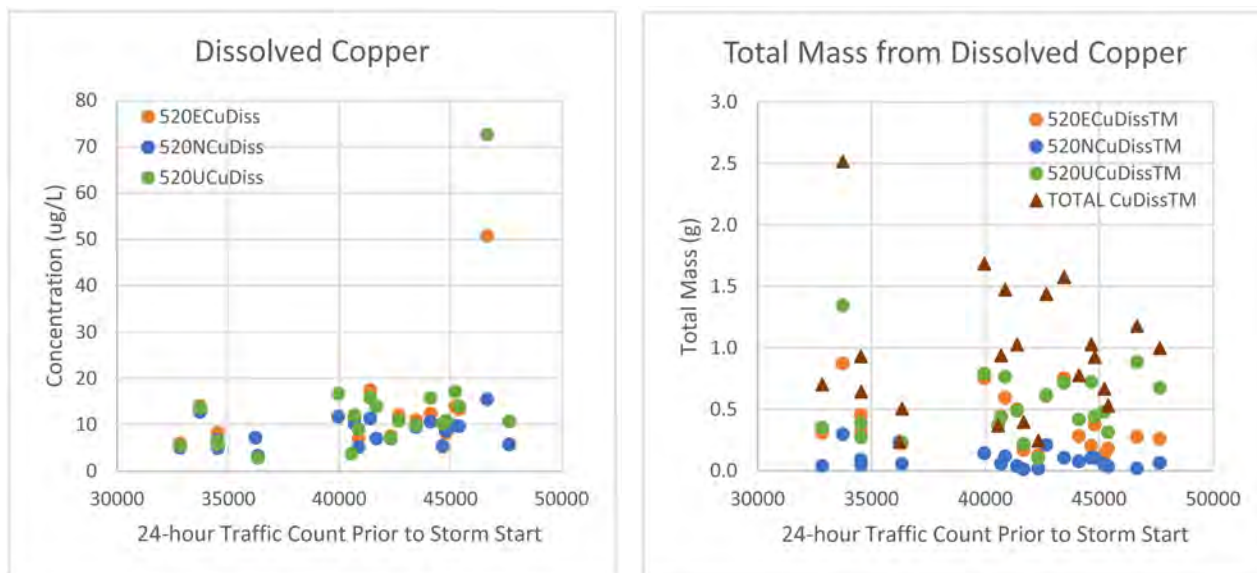 Dissolved Copper
80
70
60
50
40
30
20
10
0
Concentration (ug/L)
520ECuDiss
520NCuDiss
520UCuDiss
30000 35000 40000 45000 50000
24-hour Traffic Count Prior to Storm Start
Total Mass from Dissolved Copper
3.0
2.5
2.0
1.5
1.0
0.5
0.0
Total Mass (g)
520ECuDissTM
520NCuDissTM
520UCuDissTM
TOTAL CuDissTM
30000 35000 40000 45000 50000
24-hour Traffic Count Prior to Storm Start